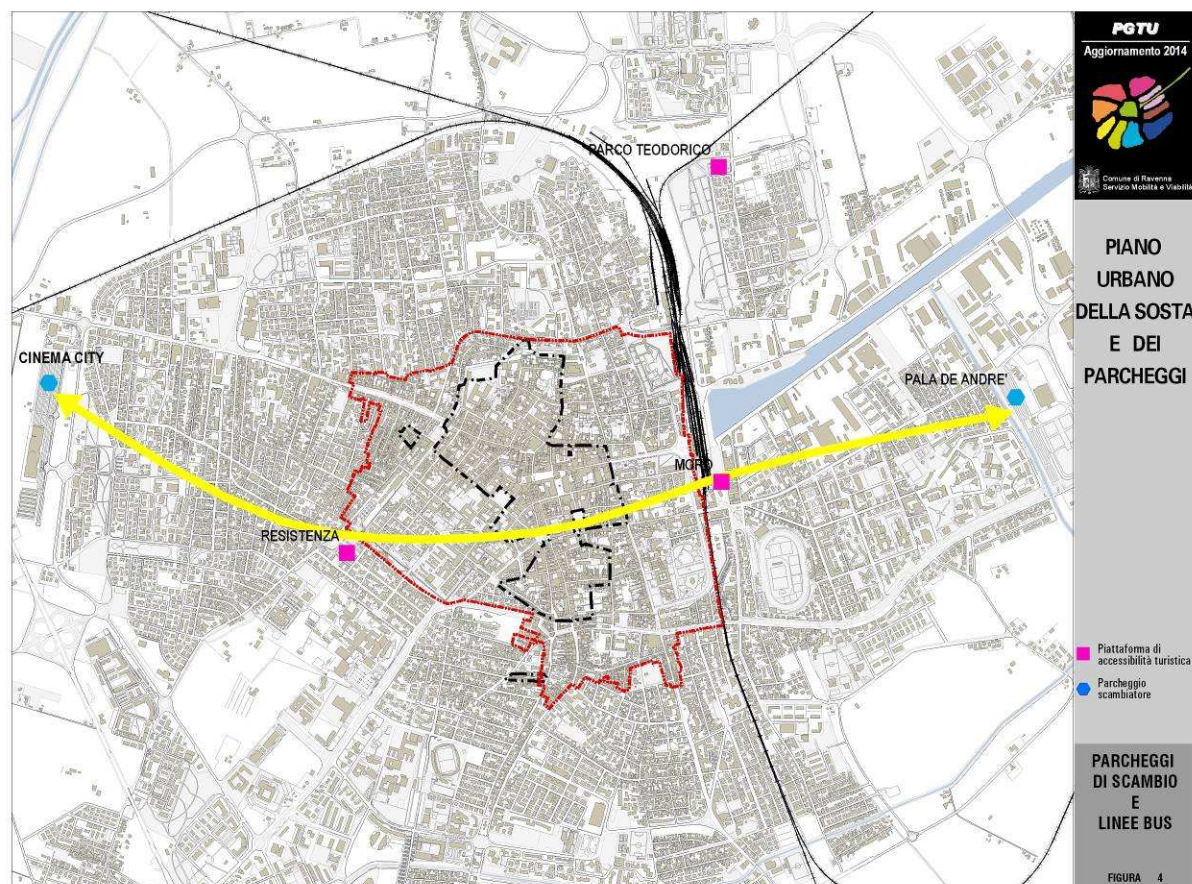 PARCO TEODORICO
CINEMA CITY
PALA DE ANDRE'
MORO
RESISTENZA
PGTU
Aggiornamento 2014
Comune di Ravenna
Servizio Mobilità e Viabilità
PIANO
URBANO
DELLA SOSTA
E DEI
PARCHEGGI
Piattaforma di
accessibilità turistica
Parcheggio
scambiatore
PARCHEGGI
DI SCAMBIO
E
LINEE BUS
FIGURA 4